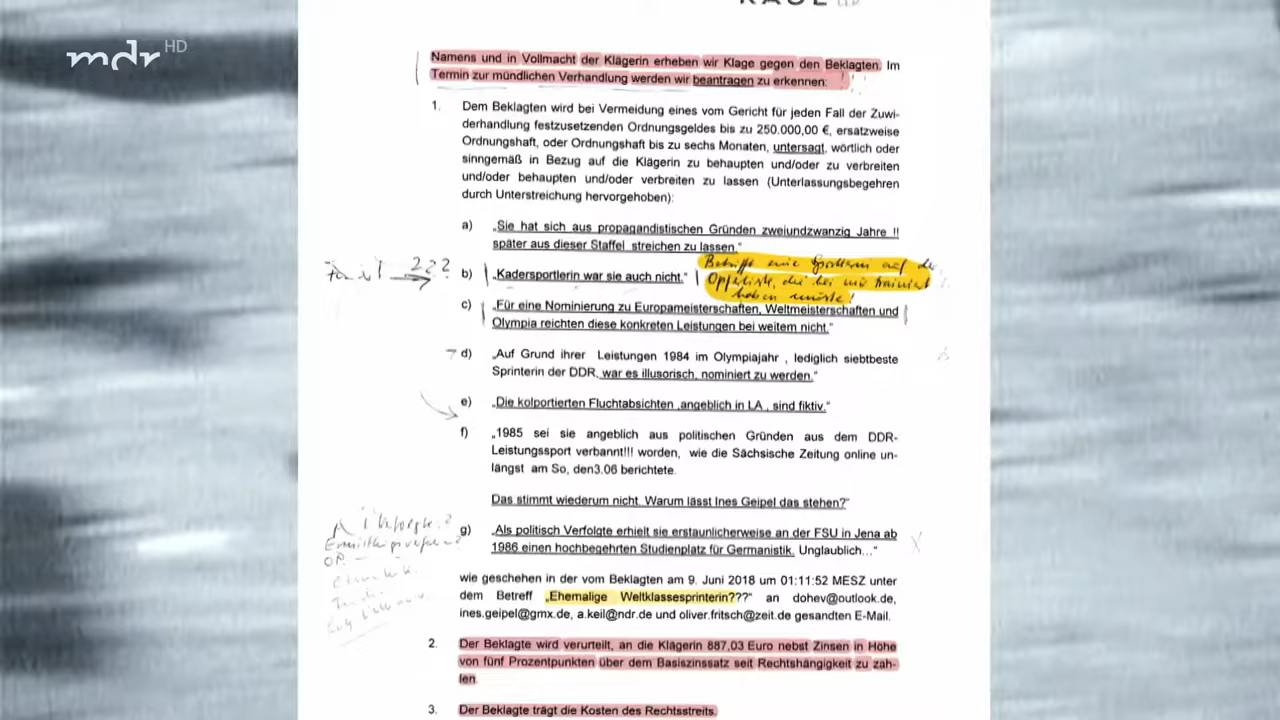 mdr HD
Namens und in Vollmacht der Klägerin erheben wir Klage gegen den Beklagten. Im
Termin zur mündlichen Verhandlung werden wir beantragen zu erkennen:
1. Dem Beklagten wird bei Vermeidung eines vom Gericht für jeden Fall der Zuwi-
derhandlung festzusetzenden Ordnungsgeldes bis zu 250.000,00 €, ersatzweise
Ordnungshaft, oder Ordnungshaft bis zu sechs Monaten, untersagt, wörtlich oder
sinngemäß in Bezug auf die Klägerin zu behaupten und/oder zu verbreiten
und/oder behaupten und/oder verbreiten zu lassen (Unterlassungsbegehren
durch Unterstreichung hervorgehoben):
a) „Sie hat sich aus propagandistischen Gründen zweiundzwanzig Jahre !!
später aus dieser Staffel streichen zu lassen."
Betrifft eine Sportlerin auf der
???
b) „Kadersportlerin war sie auch nicht."
Opferliste, die bei mir trainiert
haben müsste!
c) „Für eine Nominierung zu Europameisterschaften, Weltmeisterschaften und
Olympia reichten diese konkreten Leistungen bei weitem nicht."
d) „Auf Grund ihrer Leistungen 1984 im Olympiajahr , lediglich siebtbeste
Sprinterin der DDR, war es illusorisch, nominiert zu werden."
e) „Die kolportierten Fluchtabsichten ,angeblich in LA , sind fiktiv."
f) „1985 sei sie angeblich aus politischen Gründen aus dem DDR-
Leistungssport verbannt!!! worden, wie die Sächsische Zeitung online un-
längst am So, den3.06 berichtete.
Das stimmt wiederum nicht. Warum lässt Ines Geipel das stehen?"
g) „Als politisch Verfolgte erhielt sie erstaunlicherweise an der FSU in Jena ab
1986 einen hochbegehrten Studienplatz für Germanistik. Unglaublich..."
OP
wie geschehen in der vom Beklagten am 9. Juni 2018 um 01:11:52 MESZ unter
dem Betreff „Ehemalige Weltklassesprinterin???" an dohev@outlook.de,
ines.geipel@gmx.de, a.keil@ndr.de und oliver.fritsch@zeit.de gesandten E-Mail.
2. Der Beklagte wird verurteilt, an die Klägerin 887,03 Euro nebst Zinsen in Höhe
von fünf Prozentpunkten über dem Basiszinssatz seit Rechtshängigkeit zu zah-
len.
3. Der Beklagte trägt die Kosten des Rechtsstreits.